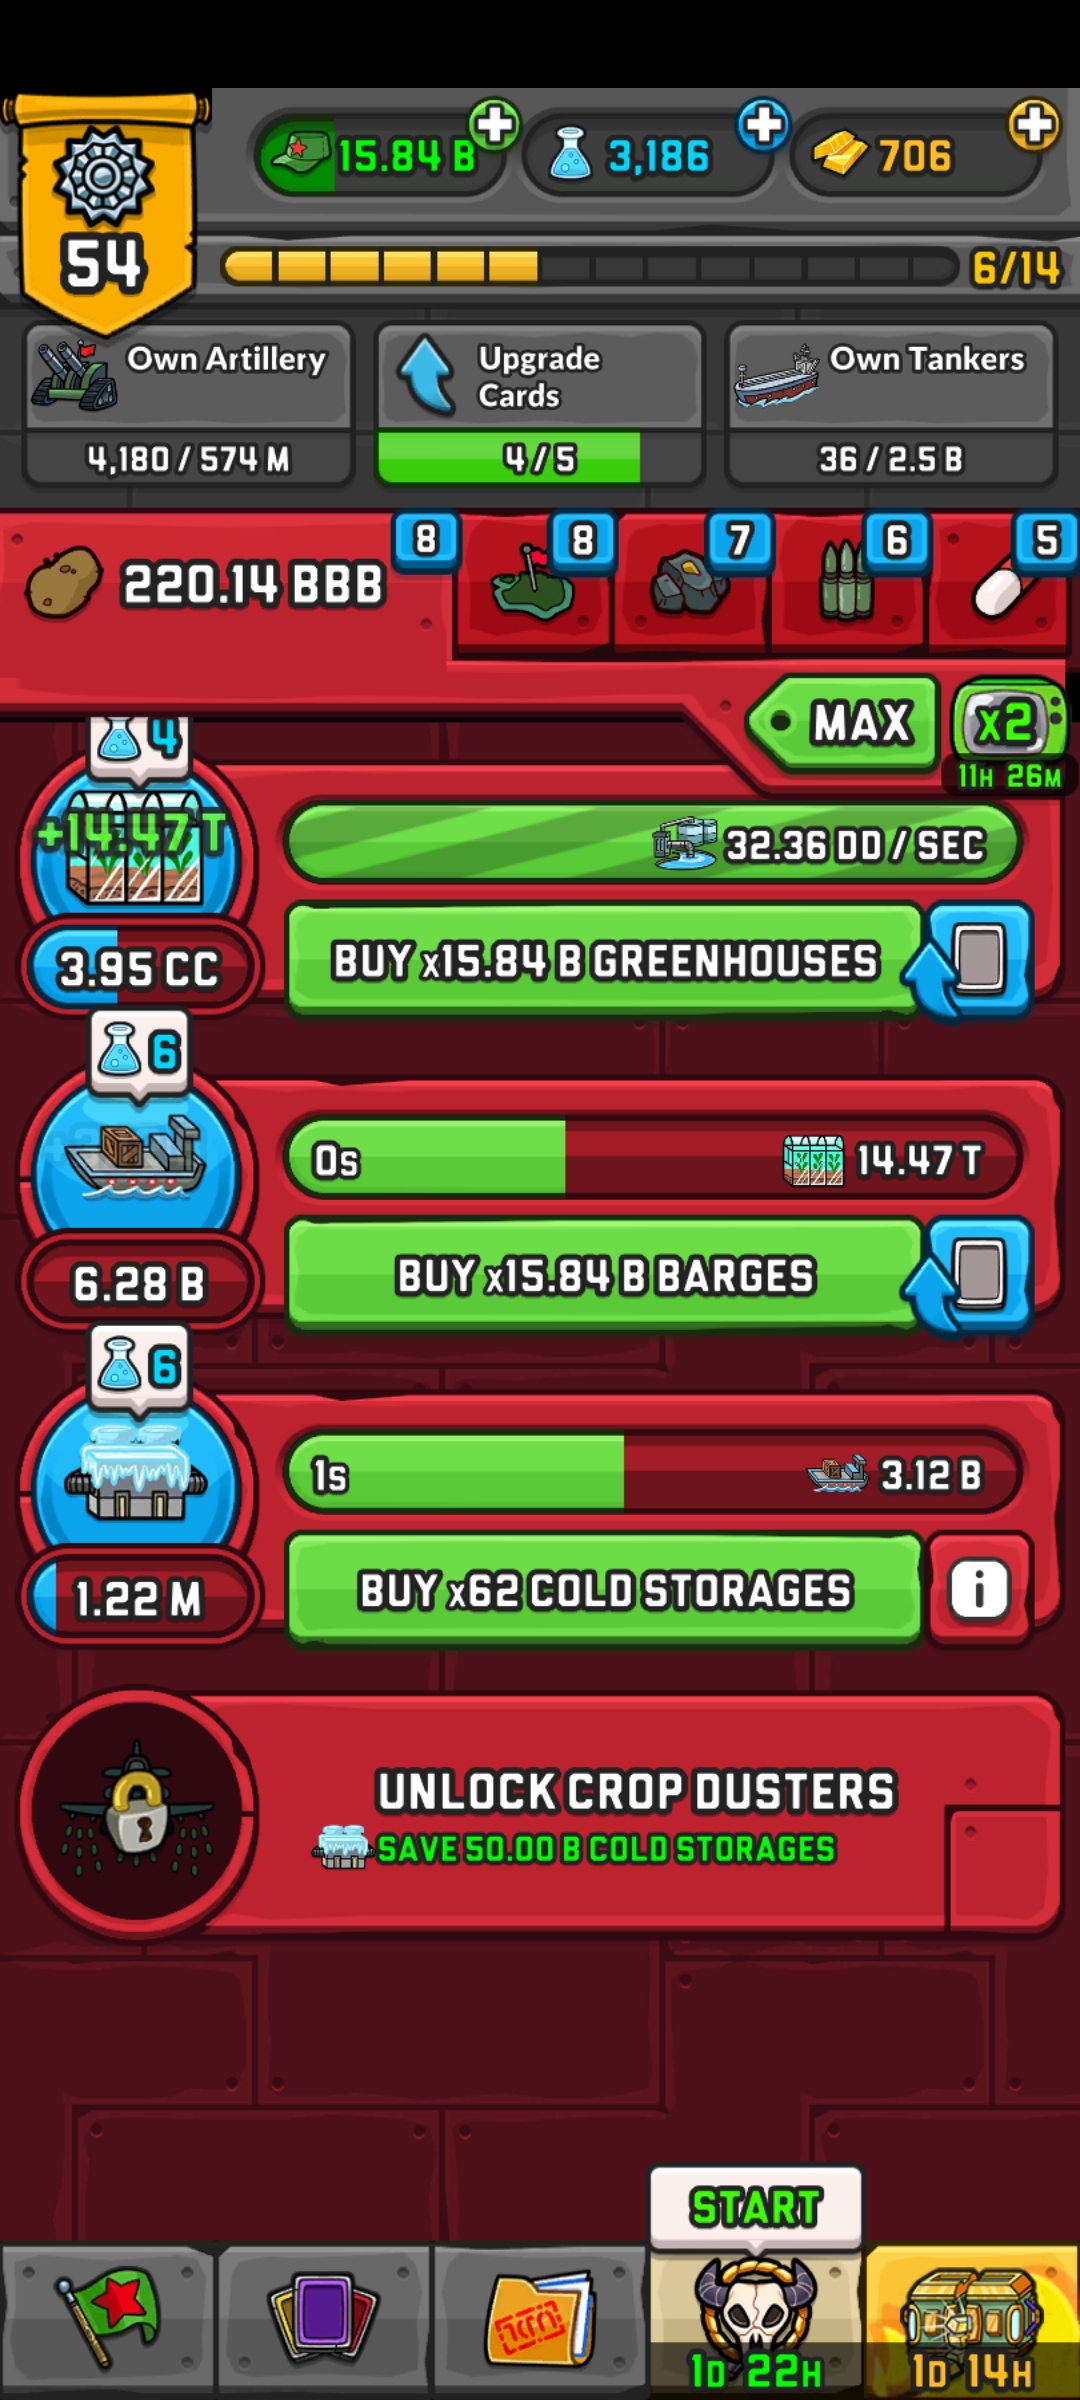 54
15.84 B
3,186
706
6/14
Own Artillery
4,180 / 574 M
Upgrade
Cards
4 / 5
Own Tankers
36 / 2.5 B
220.14 BBB
8
8
7
6
5
MAX
x2
11H 26M
4
+14.47 T
32.36 DD / SEC
3.95 CC
BUY x15.84 B GREENHOUSES
6
0s
14.47 T
6.28 B
BUY x15.84 B BARGES
6
1s
3.12 B
1.22 M
BUY x62 COLD STORAGES
i
UNLOCK CROP DUSTERS
SAVE 50.00 B COLD STORAGES
START
1D 22H
1D 14H